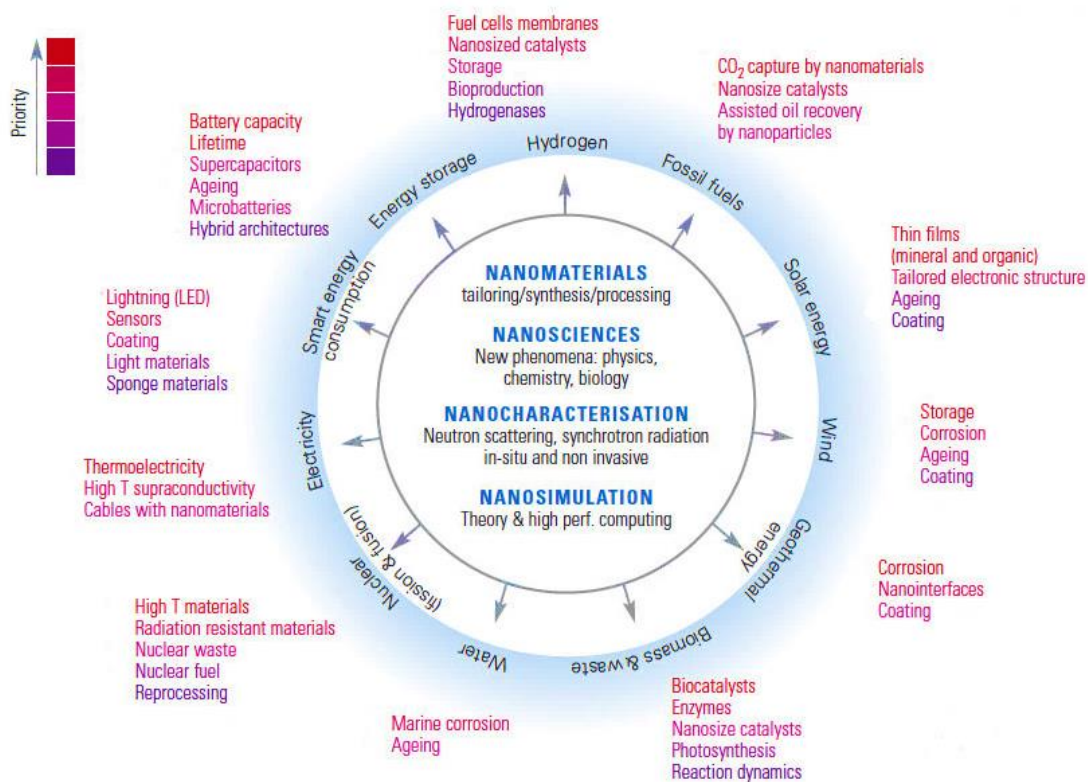 Priority
Fuel cells membranes
Nanosized catalysts
Storage
Bioproduction
Hydrogenases
CO₂ capture by nanomaterials
Nanosize catalysts
Assisted oil recovery
by nanoparticles
Battery capacity
Lifetime
Supercapacitors
Ageing
Microbatteries
Hybrid architectures
Hydrogen
Energy storage
Fossil fuels
Thin films
(mineral and organic)
Tailored electronic structure
Ageing
Coating
Solar energy
Smart energy
consumption
Lightning (LED)
Sensors
Coating
Light materials
Sponge materials
NANOMATERIALS
tailoring/synthesis/processing
NANOSCIENCES
New phenomena: physics,
chemistry, biology
NANOCHARACTERISATION
Neutron scattering, synchrotron radiation
in-situ and non invasive
NANOSIMULATION
Theory & high perf. computing
Electricity
Wind
Storage
Corrosion
Ageing
Coating
Thermoelectricity
High T supraconductivity
Cables with nanomaterials
Nuclear
(fission & fusion)
Geothermal
energy
Corrosion
Nanointerfaces
Coating
High T materials
Radiation resistant materials
Nuclear waste
Nuclear fuel
Reprocessing
Water
Biomass & waste
Marine corrosion
Ageing
Biocatalysts
Enzymes
Nanosize catalysts
Photosynthesis
Reaction dynamics